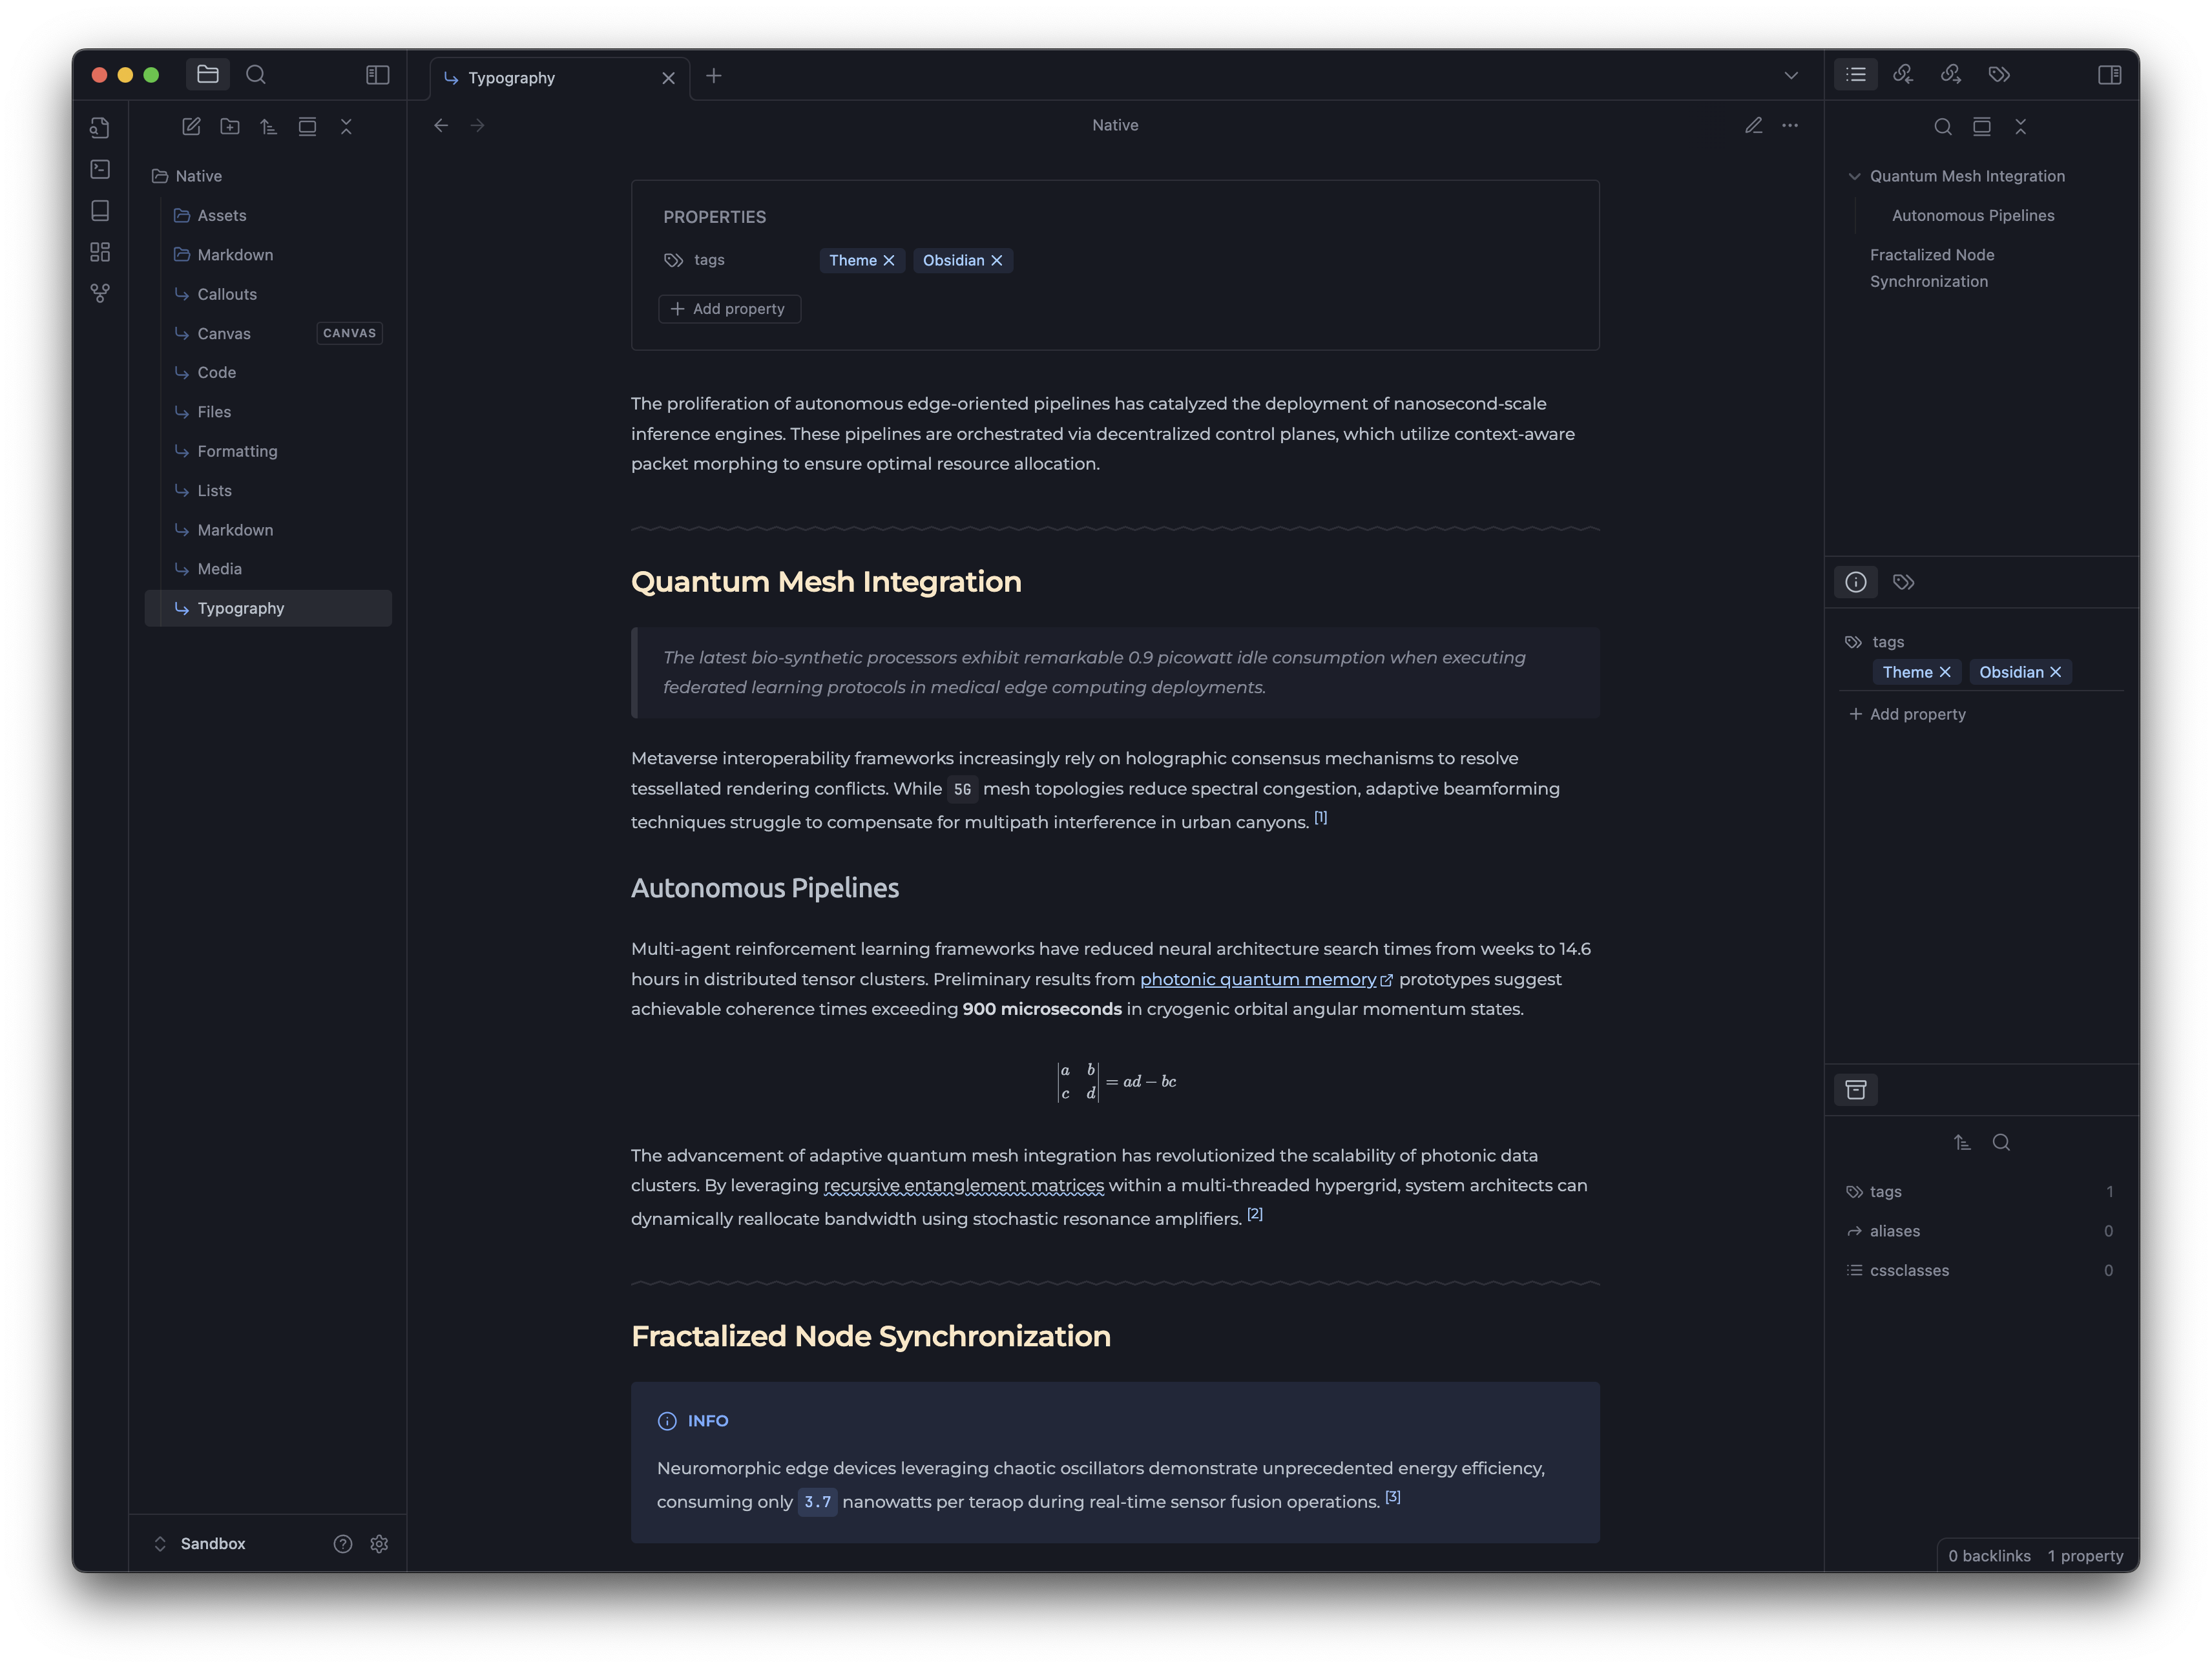 Typography
Native
Native
Assets
Markdown
Callouts
Canvas CANVAS
Code
Files
Formatting
Lists
Markdown
Media
Typography
Sandbox
PROPERTIES
tags Theme Obsidian
Add property
The proliferation of autonomous edge-oriented pipelines has catalyzed the deployment of nanosecond-scale
inference engines. These pipelines are orchestrated via decentralized control planes, which utilize context-aware
packet morphing to ensure optimal resource allocation.
Quantum Mesh Integration
The latest bio-synthetic processors exhibit remarkable 0.9 picowatt idle consumption when executing
federated learning protocols in medical edge computing deployments.
Metaverse interoperability frameworks increasingly rely on holographic consensus mechanisms to resolve
tessellated rendering conflicts. While 5G mesh topologies reduce spectral congestion, adaptive beamforming
techniques struggle to compensate for multipath interference in urban canyons. [1]
Autonomous Pipelines
Multi-agent reinforcement learning frameworks have reduced neural architecture search times from weeks to 14.6
hours in distributed tensor clusters. Preliminary results from photonic quantum memory prototypes suggest
achievable coherence times exceeding 900 microseconds in cryogenic orbital angular momentum states.
|a b|
|c d| = ad − bc
The advancement of adaptive quantum mesh integration has revolutionized the scalability of photonic data
clusters. By leveraging recursive entanglement matrices within a multi-threaded hypergrid, system architects can
dynamically reallocate bandwidth using stochastic resonance amplifiers. [2]
Fractalized Node Synchronization
INFO
Neuromorphic edge devices leveraging chaotic oscillators demonstrate unprecedented energy efficiency,
consuming only 3.7 nanowatts per teraop during real-time sensor fusion operations. [3]
Quantum Mesh Integration
Autonomous Pipelines
Fractalized Node
Synchronization
tags
Theme Obsidian
Add property
tags 1
aliases 0
cssclasses 0
0 backlinks 1 property